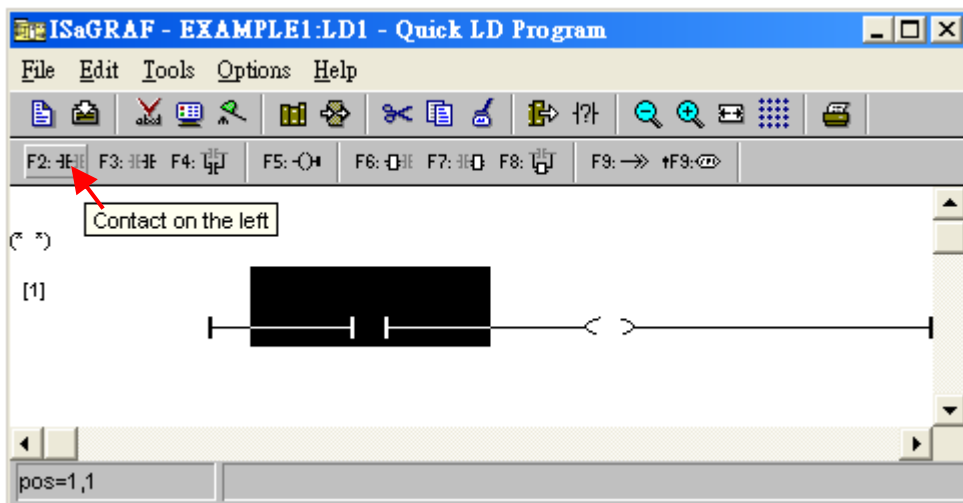 ISaGRAF - EXAMPLE1:LD1 - Quick LD Program
File Edit Tools Options Help
F2: F3: F4: F5: F6: F7: F8: F9: F9:
Contact on the left
(* *)
[1]
pos=1,1